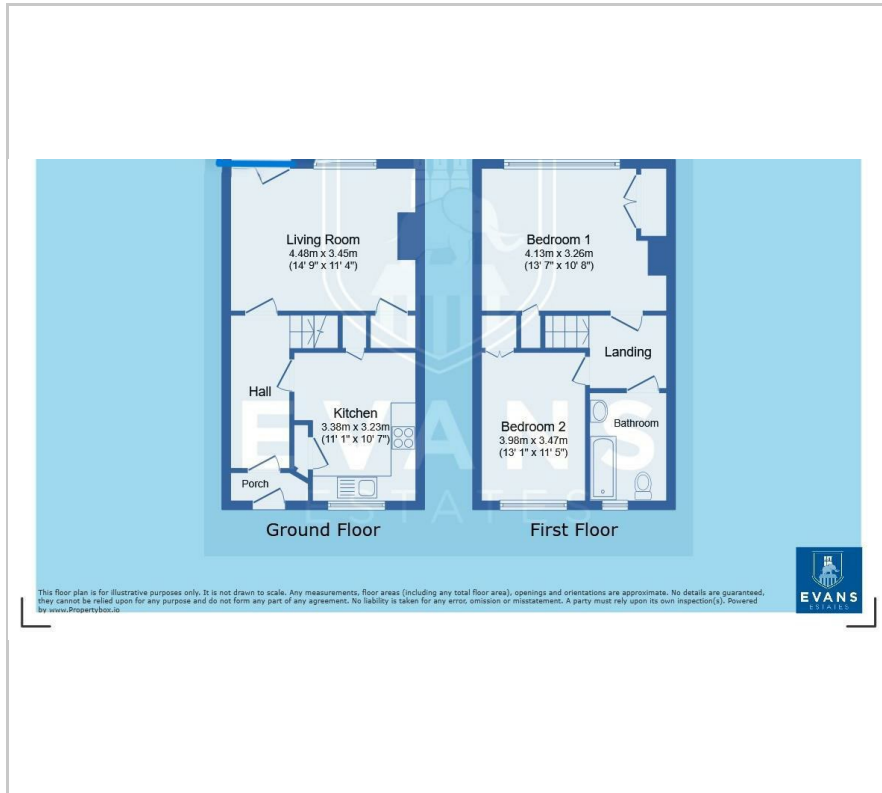 Living Room
4.48m x 3.45m
(14' 9" x 11' 4")
Bedroom 1
4.13m x 3.26m
(13' 7" x 10' 8")
Hall
Kitchen
3.38m x 3.23m
(11' 1" x 10' 7")
Porch
Landing
Bedroom 2
3.98m x 3.47m
(13' 1" x 11' 5")
Bathroom
EVANS
ESTATES
Ground Floor
First Floor
This floor plan is for illustrative purposes only. It is not drawn to scale. Any measurements, floor areas (including any total floor area), openings and orientations are approximate. No details are guaranteed,
they cannot be relied upon for any purpose and do not form any part of any agreement. No liability is taken for any error, omission or misstatement. A party must rely upon its own inspection(s). Powered
by www.Propertybox.io
EVANS
ESTATES